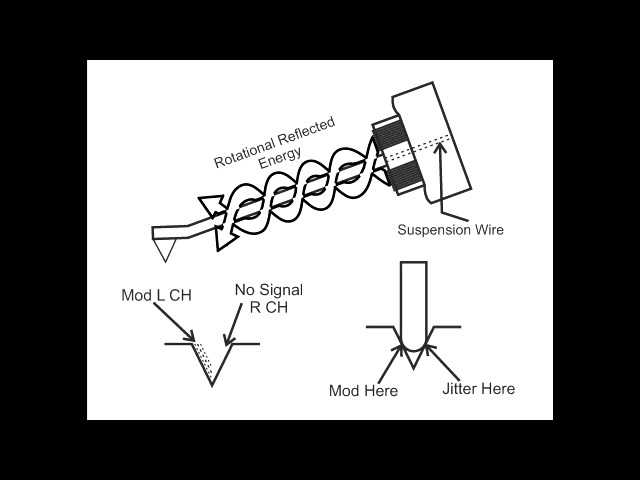 Rotational Reflected
Energy
Suspension Wire
Mod L CH
No Signal
R CH
Mod Here
Jitter Here